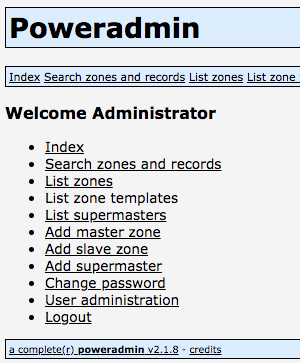 Poweradmin
Index Search zones and records List zones List zone
Welcome Administrator
Index
Search zones and records
List zones
List zone templates
List supermasters
Add master zone
Add slave zone
Add supermaster
Change password
User administration
Logout
a complete(r) poweradmin v2.1.8 - credits